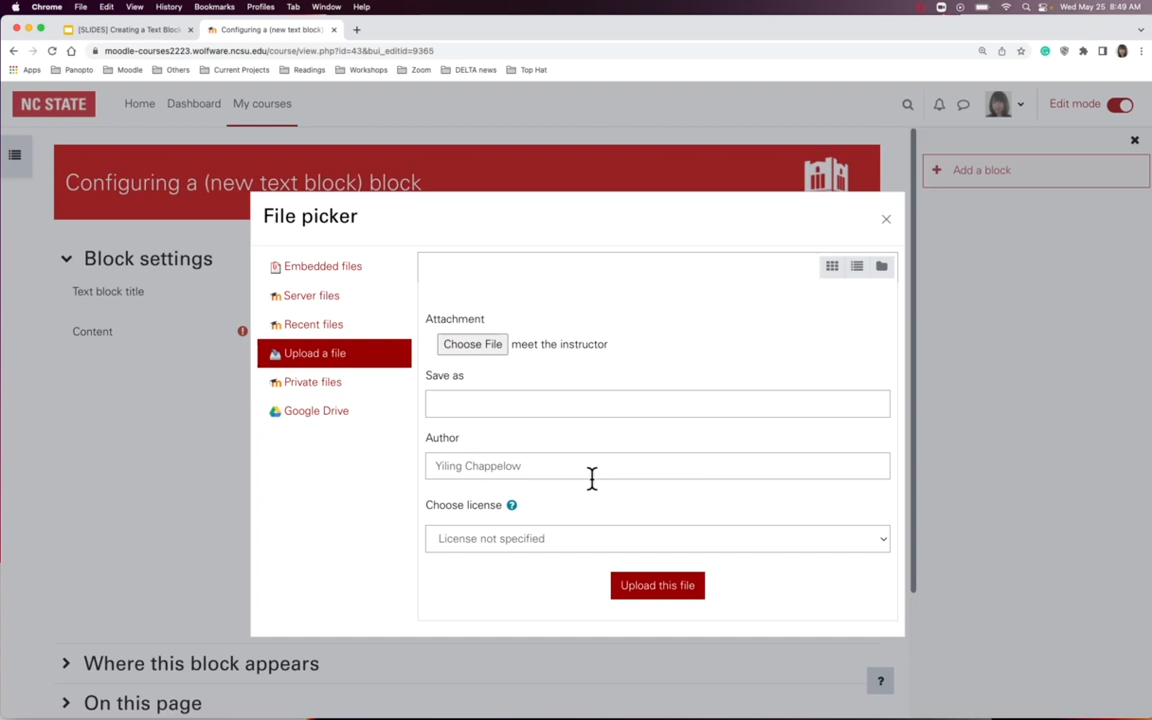 Chrome File Edit View History Bookmarks Profiles Tab Window Help Wed May 25 8:49 AM
[SLIDES] Creating a Text Block Configuring a (new text block)
moodle-courses2223.wolfware.ncsu.edu/course/view.php?id=43&bui_editid=9365
Apps Panopto Moodle Others Current Projects Readings Workshops Zoom DELTA news Top Hat
NC STATE Home Dashboard My courses Edit mode
Configuring a (new text block) block
Add a block
File picker
Block settings
Text block title
Content
Embedded files
Server files
Recent files
Upload a file
Private files
Google Drive
Attachment
Choose File meet the instructor
Save as
Author
Yiling Chappelow
Choose license ?
License not specified
Upload this file
Where this block appears
?
On this page